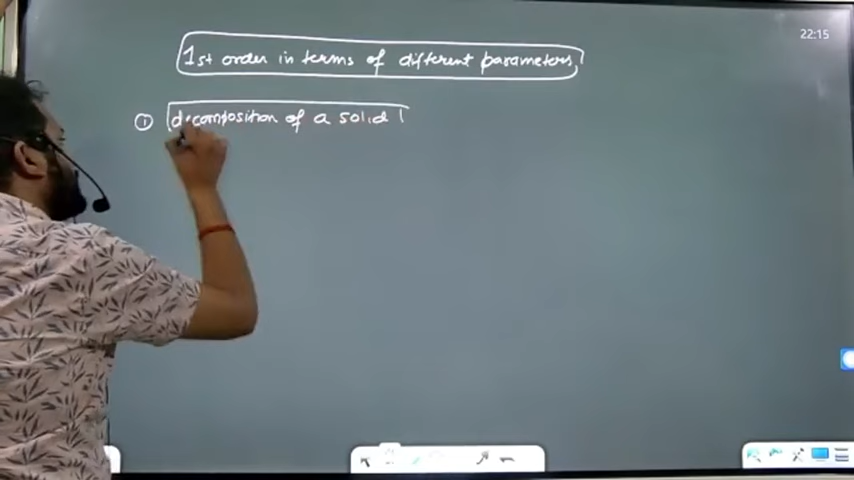 22:15
1st order in terms of different parameters
① decomposition of a solid